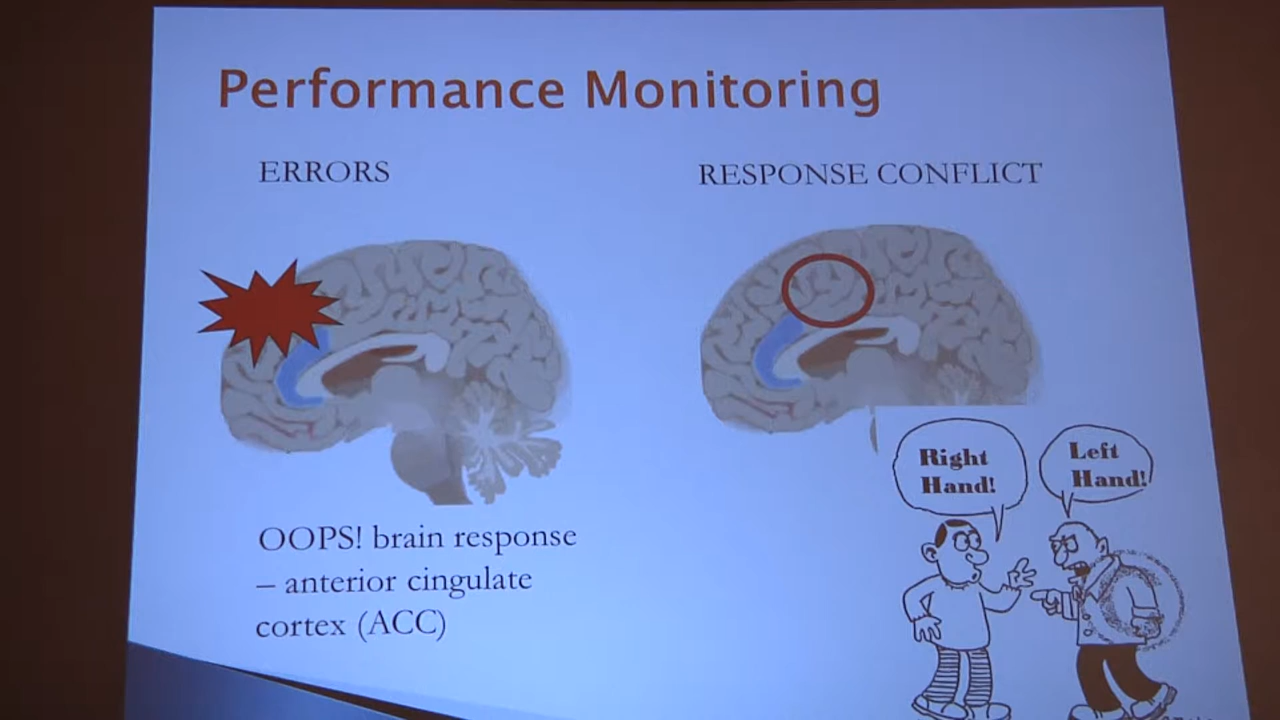 Performance Monitoring
ERRORS
RESPONSE CONFLICT
OOPS! brain response
– anterior cingulate
cortex (ACC)
Right
Hand!
Left
Hand!